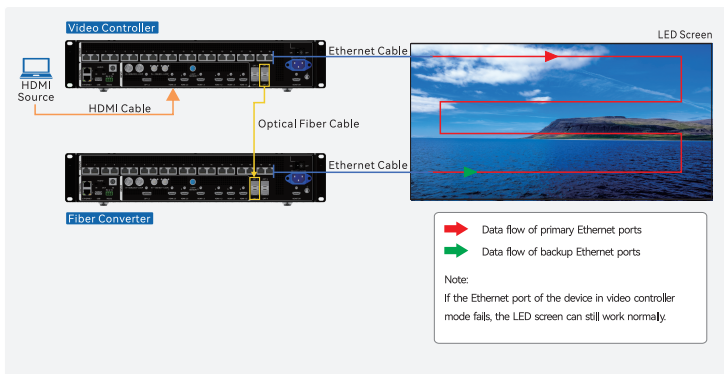 Video Controller
LED Screen
Ethernet Cable
HDMI
Source
HDMI Cable
Optical Fiber Cable
Ethernet Cable
Fiber Converter
Data flow of primary Ethernet ports
Data flow of backup Ethernet ports
Note:
If the Ethernet port of the device in video controller
mode fails, the LED screen can still work normally.